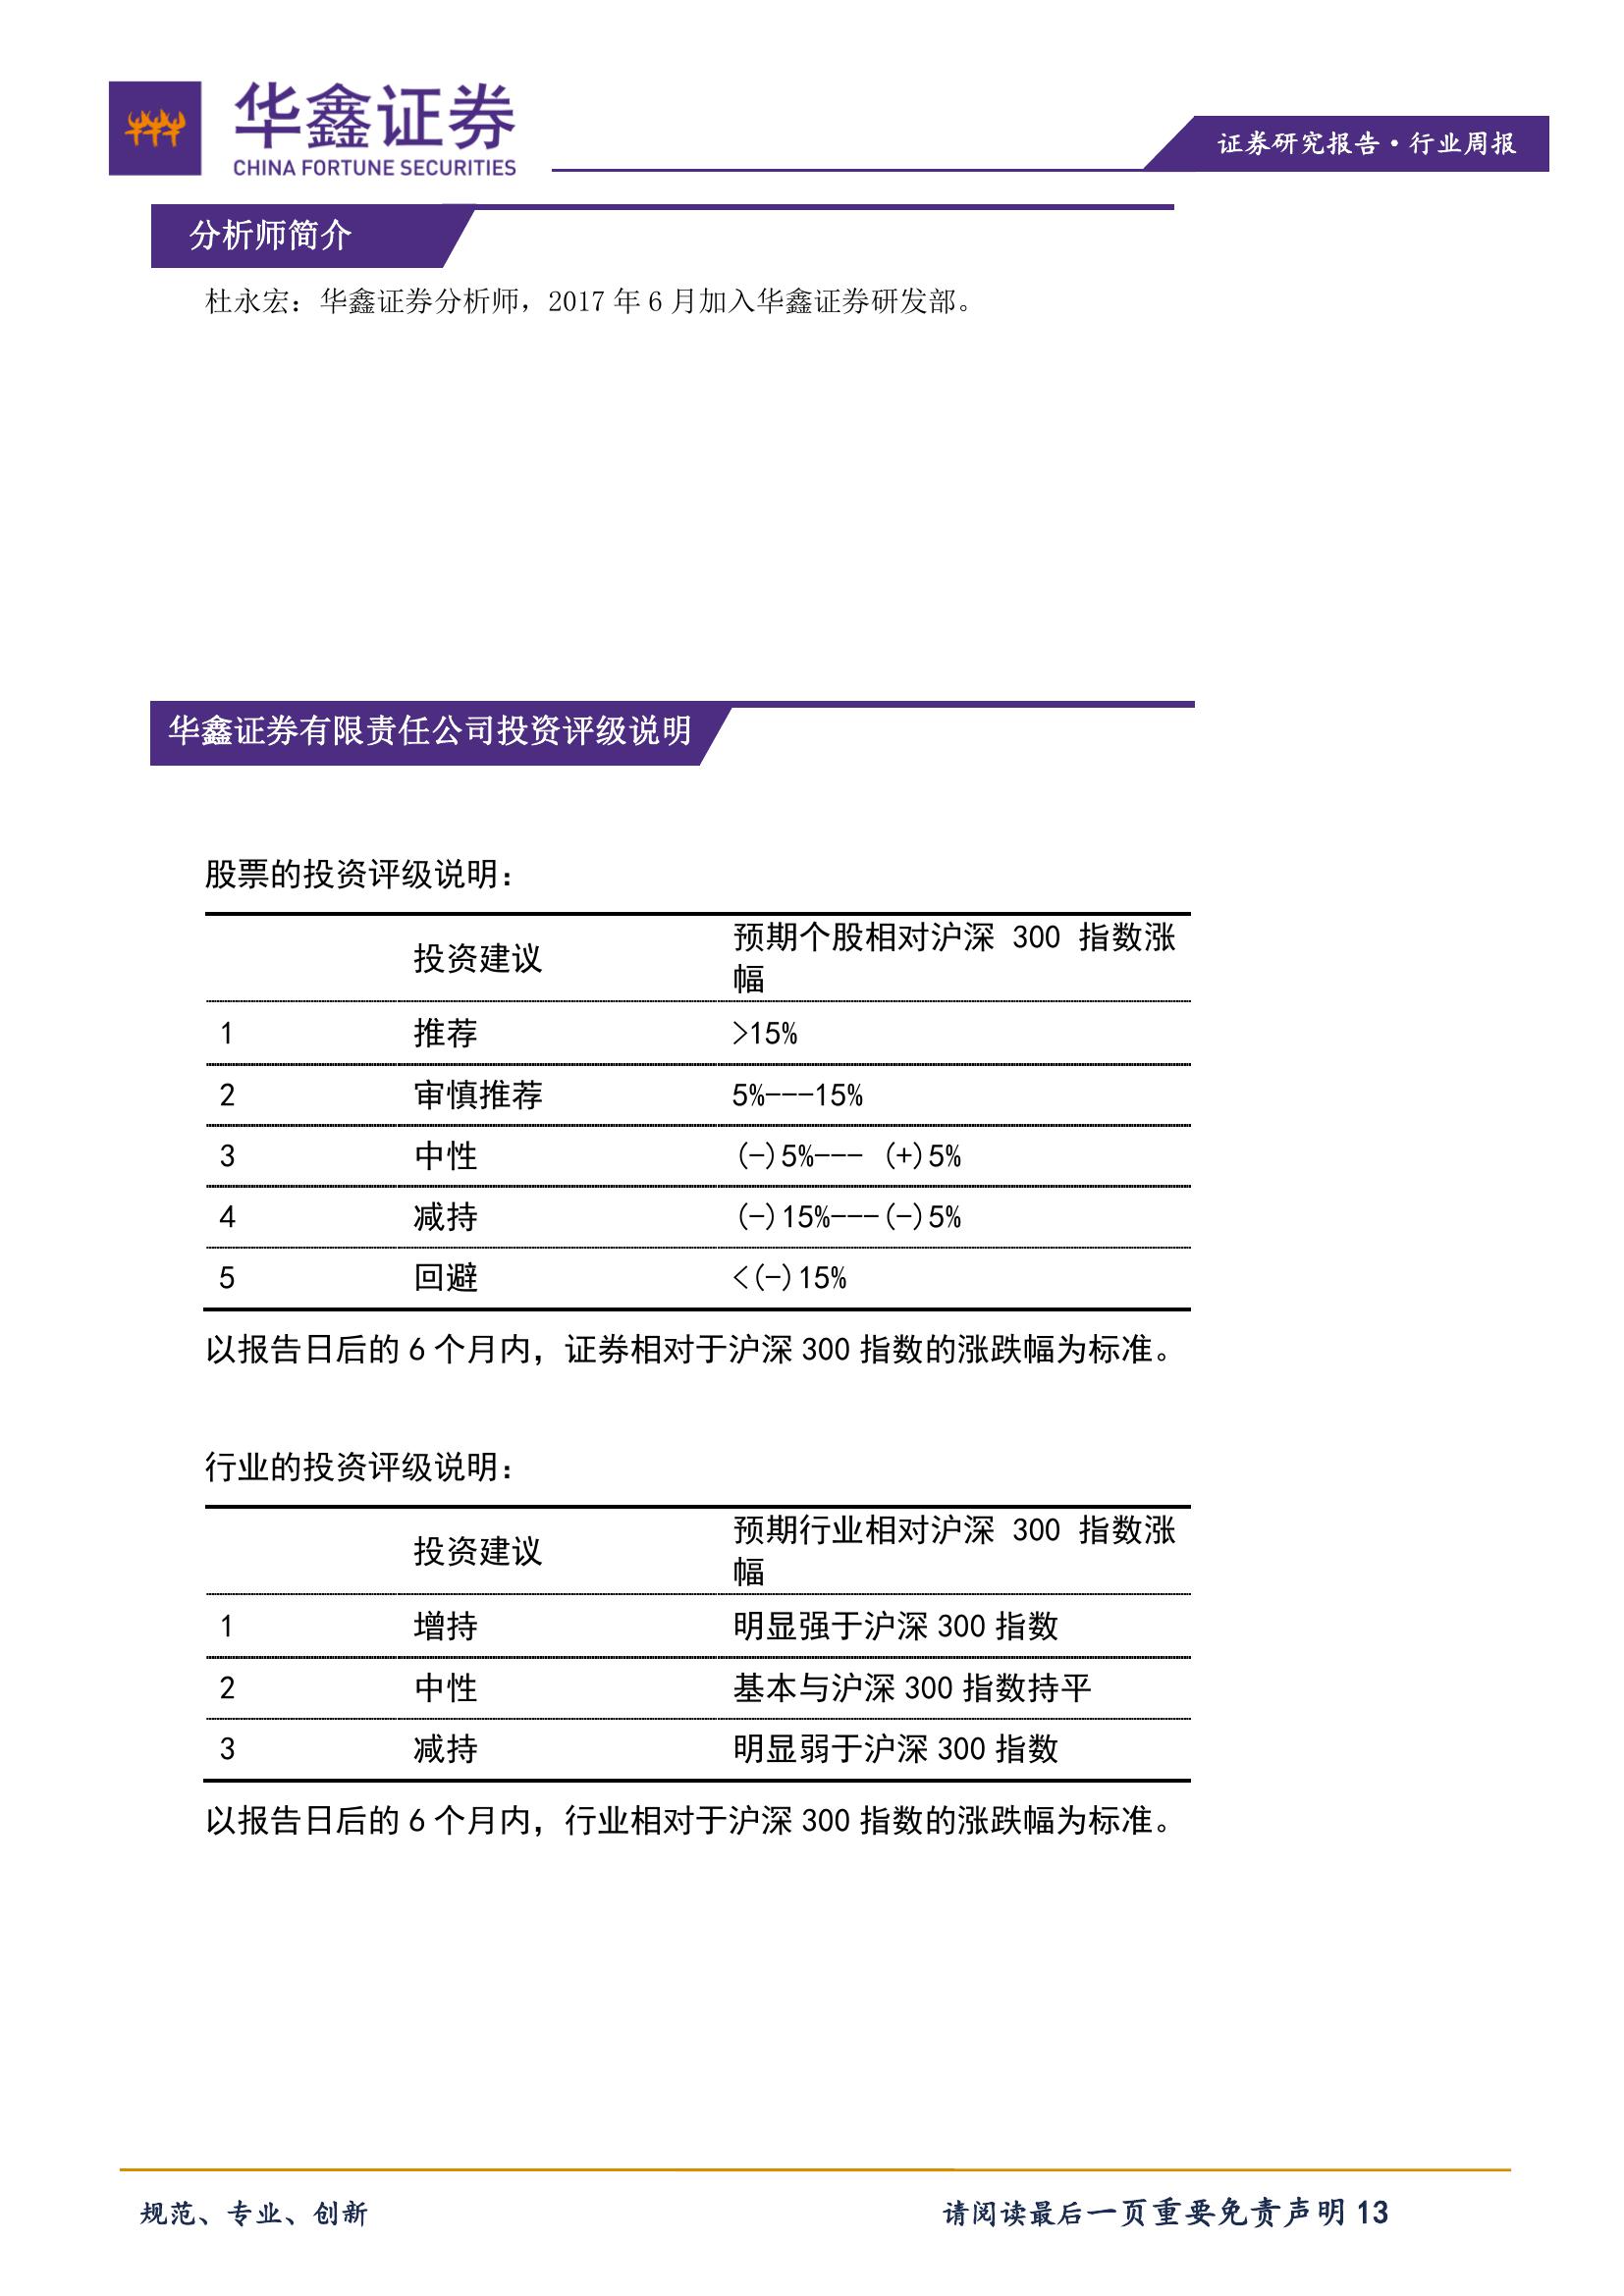 华鑫证券
CHINA FORTUNE SECURITIES
证券研究报告·行业周报
分析师简介
杜永宏：华鑫证券分析师，2017 年 6 月加入华鑫证券研发部。
华鑫证券有限责任公司投资评级说明
股票的投资评级说明：
投资建议 预期个股相对沪深 300 指数涨
幅
1 推荐 >15%
2 审慎推荐 5%---15%
3 中性 (-)5%--- (+)5%
4 减持 (-)15%---(-)5%
5 回避 <(-)15%
以报告日后的 6 个月内，证券相对于沪深 300 指数的涨跌幅为标准。
行业的投资评级说明：
投资建议 预期行业相对沪深 300 指数涨
幅
1 增持 明显强于沪深 300 指数
2 中性 基本与沪深 300 指数持平
3 减持 明显弱于沪深 300 指数
以报告日后的 6 个月内，行业相对于沪深 300 指数的涨跌幅为标准。
规范、专业、创新 请阅读最后一页重要免责声明 13